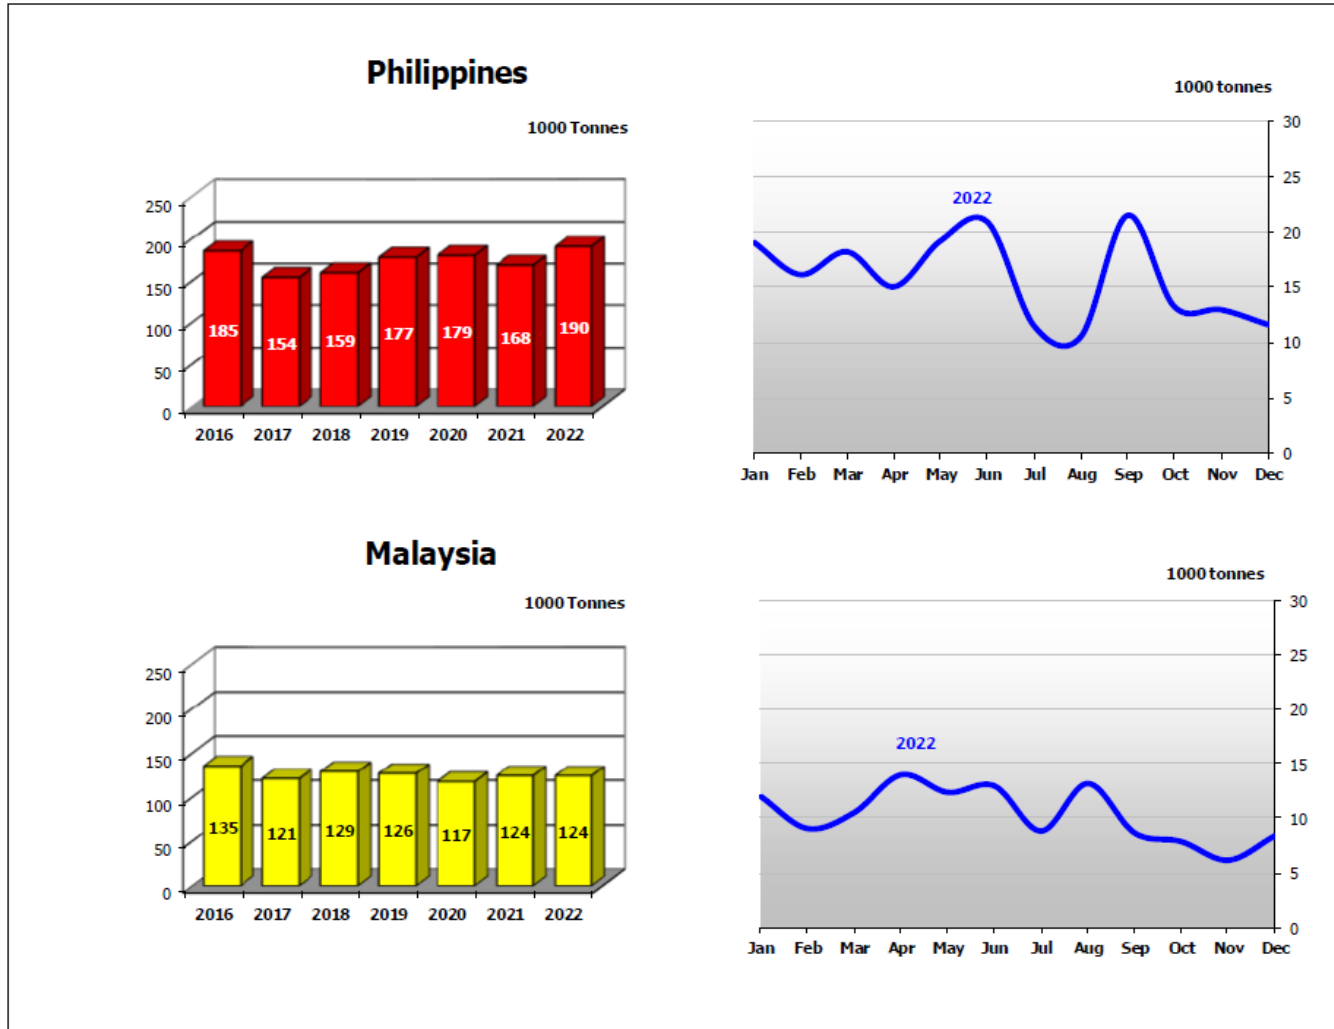 Philippines
1000 Tonnes
250
200
150
100
50
0
185 154 159 177 179 168 190
2016 2017 2018 2019 2020 2021 2022
1000 tonnes
30
25
20
15
10
5
0
2022
Jan Feb Mar Apr May Jun Jul Aug Sep Oct Nov Dec
Malaysia
1000 Tonnes
250
200
150
100
50
0
135 121 129 126 117 124 124
2016 2017 2018 2019 2020 2021 2022
1000 tonnes
30
25
20
15
10
5
0
2022
Jan Feb Mar Apr May Jun Jul Aug Sep Oct Nov Dec